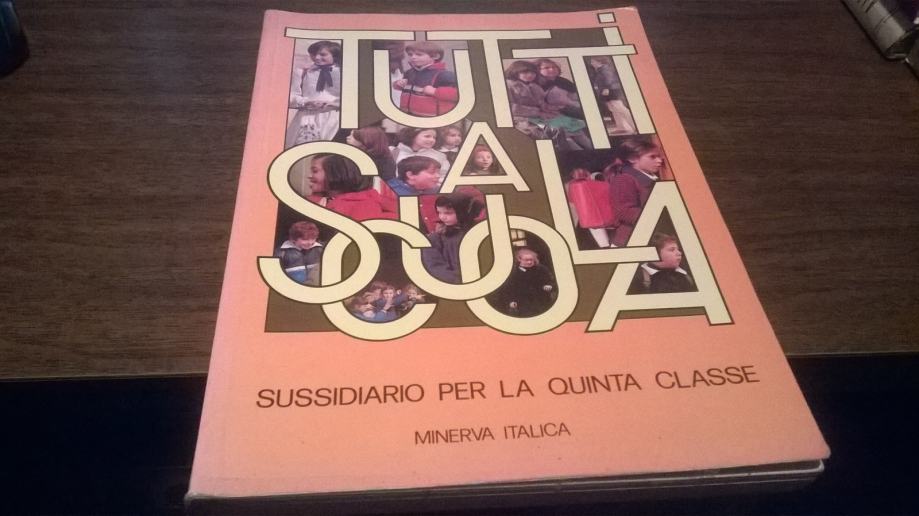 TUTTi
A
SCUOLA
SUSSIDIARIO PER LA QUINTA CLASSE
MINERVA ITALICA